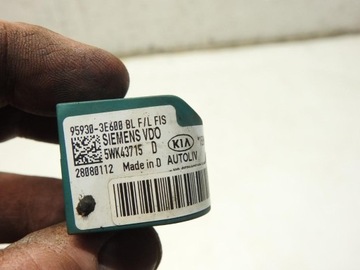 95930-3E600 BL F/L FIS
SIEMENS VDO
5WK43715 D
28080112 Made in D
KIA
AUTOLIV